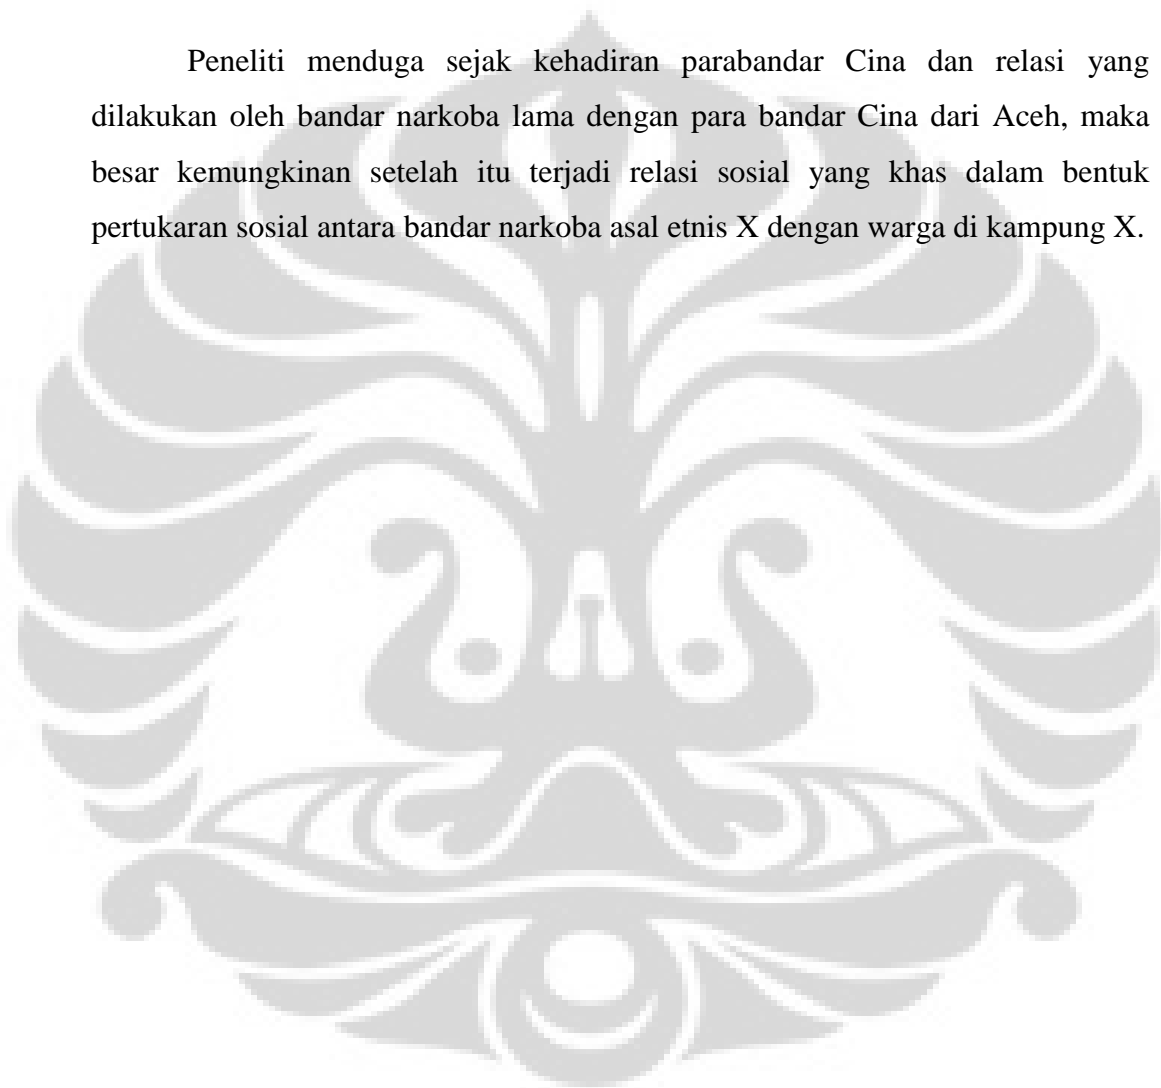 Peneliti menduga sejak kehadiran parabandar Cina dan relasi yang
dilakukan oleh bandar narkoba lama dengan para bandar Cina dari Aceh, maka
besar kemungkinan setelah itu terjadi relasi sosial yang khas dalam bentuk
pertukaran sosial antara bandar narkoba asal etnis X dengan warga di kampung X.